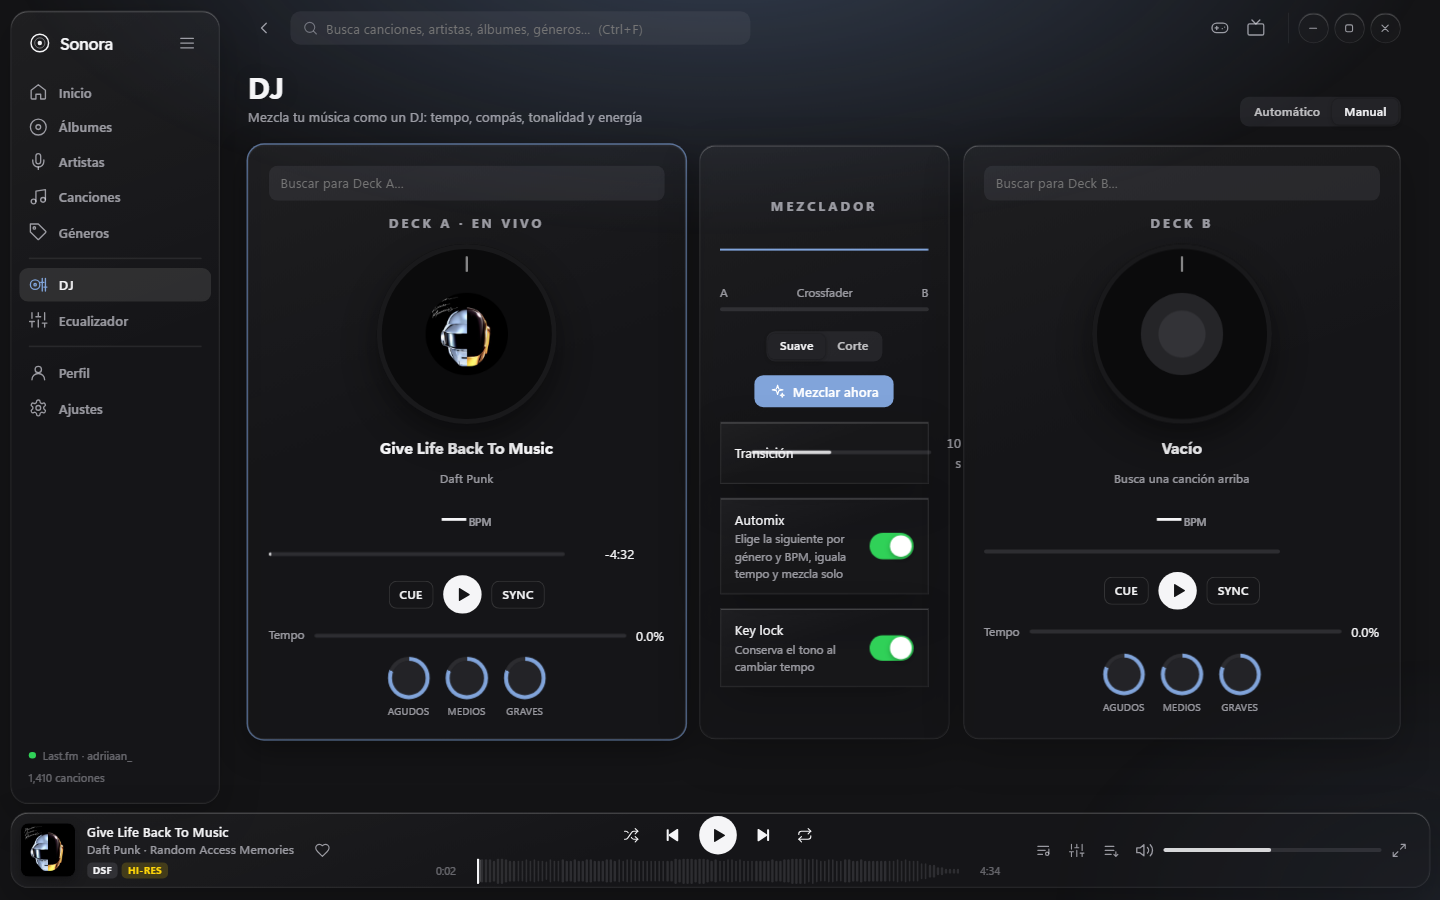 Sonora
Busca canciones, artistas, álbumes, géneros... (Ctrl+F)
Inicio
Álbumes
Artistas
Canciones
Géneros
DJ
Ecualizador
Perfil
Ajustes
Last.fm · adriiaan_
1,410 canciones
DJ
Mezcla tu música como un DJ: tempo, compás, tonalidad y energía
Automático
Manual
Buscar para Deck A...
DECK A · EN VIVO
Give Life Back To Music
Daft Punk
— BPM
-4:32
CUE
SYNC
Tempo
0.0%
AGUDOS
MEDIOS
GRAVES
MEZCLADOR
A
Crossfader
B
Suave
Corte
Mezclar ahora
Transición
10
s
Automix
Elige la siguiente por
género y BPM, iguala
tempo y mezcla solo
Key lock
Conserva el tono al
cambiar tempo
Buscar para Deck B...
DECK B
Vacío
Busca una canción arriba
— BPM
CUE
SYNC
Tempo
0.0%
AGUDOS
MEDIOS
GRAVES
Give Life Back To Music
Daft Punk · Random Access Memories
DSF
HI-RES
0:02
4:34